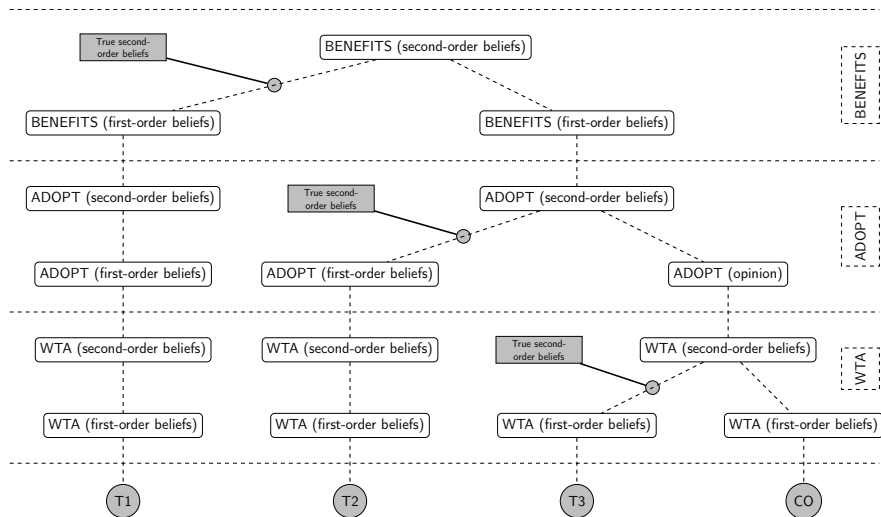 True second-
order beliefs
BENEFITS (second-order beliefs)
BENEFITS
BENEFITS (first-order beliefs)
BENEFITS (first-order beliefs)
ADOPT (second-order beliefs)
True second-
order beliefs
ADOPT (second-order beliefs)
ADOPT
ADOPT (first-order beliefs)
ADOPT (first-order beliefs)
ADOPT (opinion)
WTA (second-order beliefs)
WTA (second-order beliefs)
True second-
order beliefs
WTA (second-order beliefs)
WTA
WTA (first-order beliefs)
WTA (first-order beliefs)
WTA (first-order beliefs)
WTA (first-order beliefs)
T1
T2
T3
CO